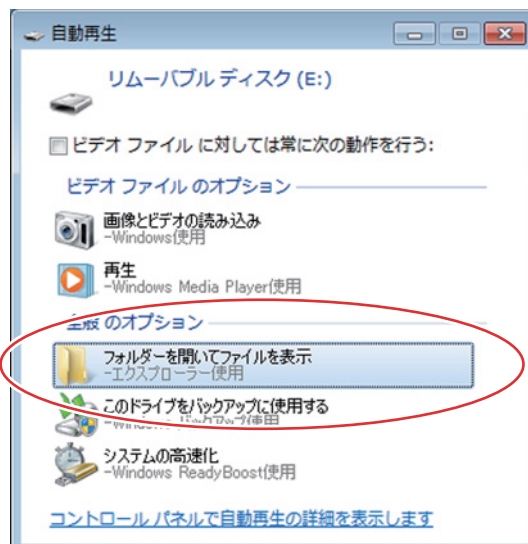 自動再生
リムーバブル ディスク (E:)
ビデオ ファイル に対しては常に次の動作を行う:
ビデオ ファイル のオプション
画像とビデオの読み込み
-Windows使用
再生
-Windows Media Player使用
全般 のオプション
フォルダーを開いてファイルを表示
-エクスプローラー使用
このドライブをバックアップに使用する
-Windows バックアップ使用
システムの高速化
-Windows ReadyBoost使用
コントロール パネルで自動再生の詳細を表示します